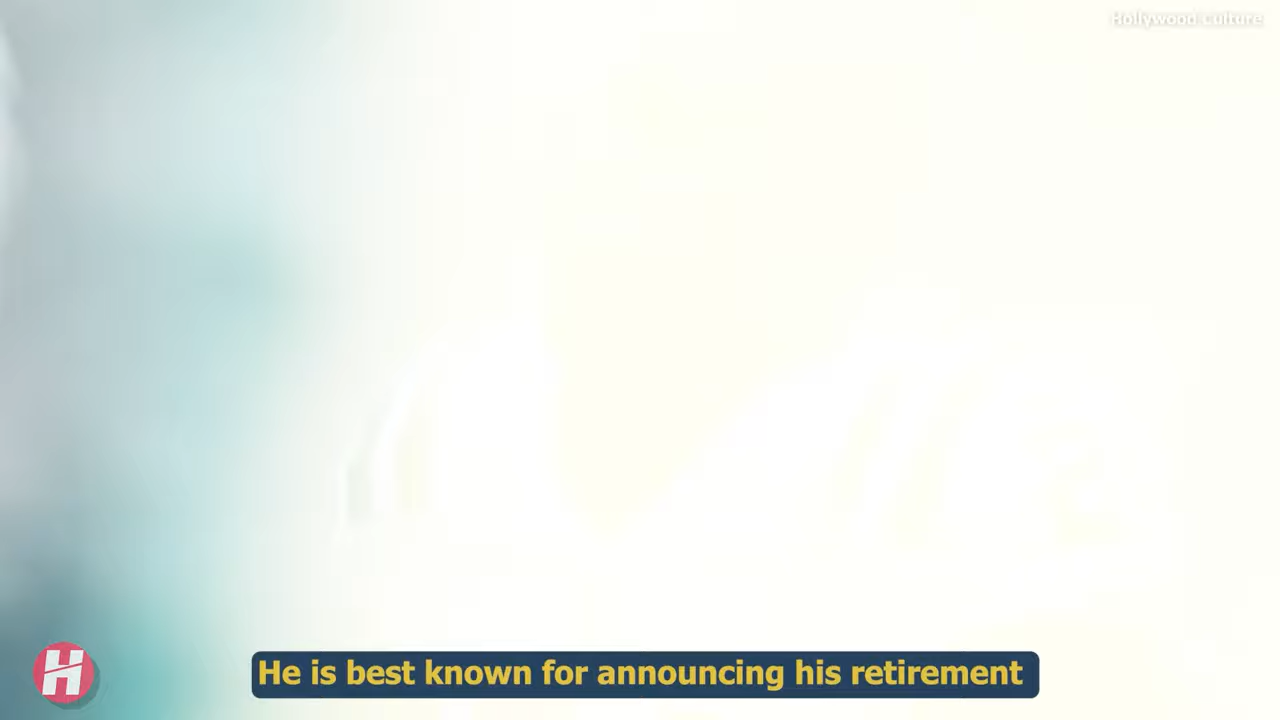 Hollywood Culture
H
He is best known for announcing his retirement